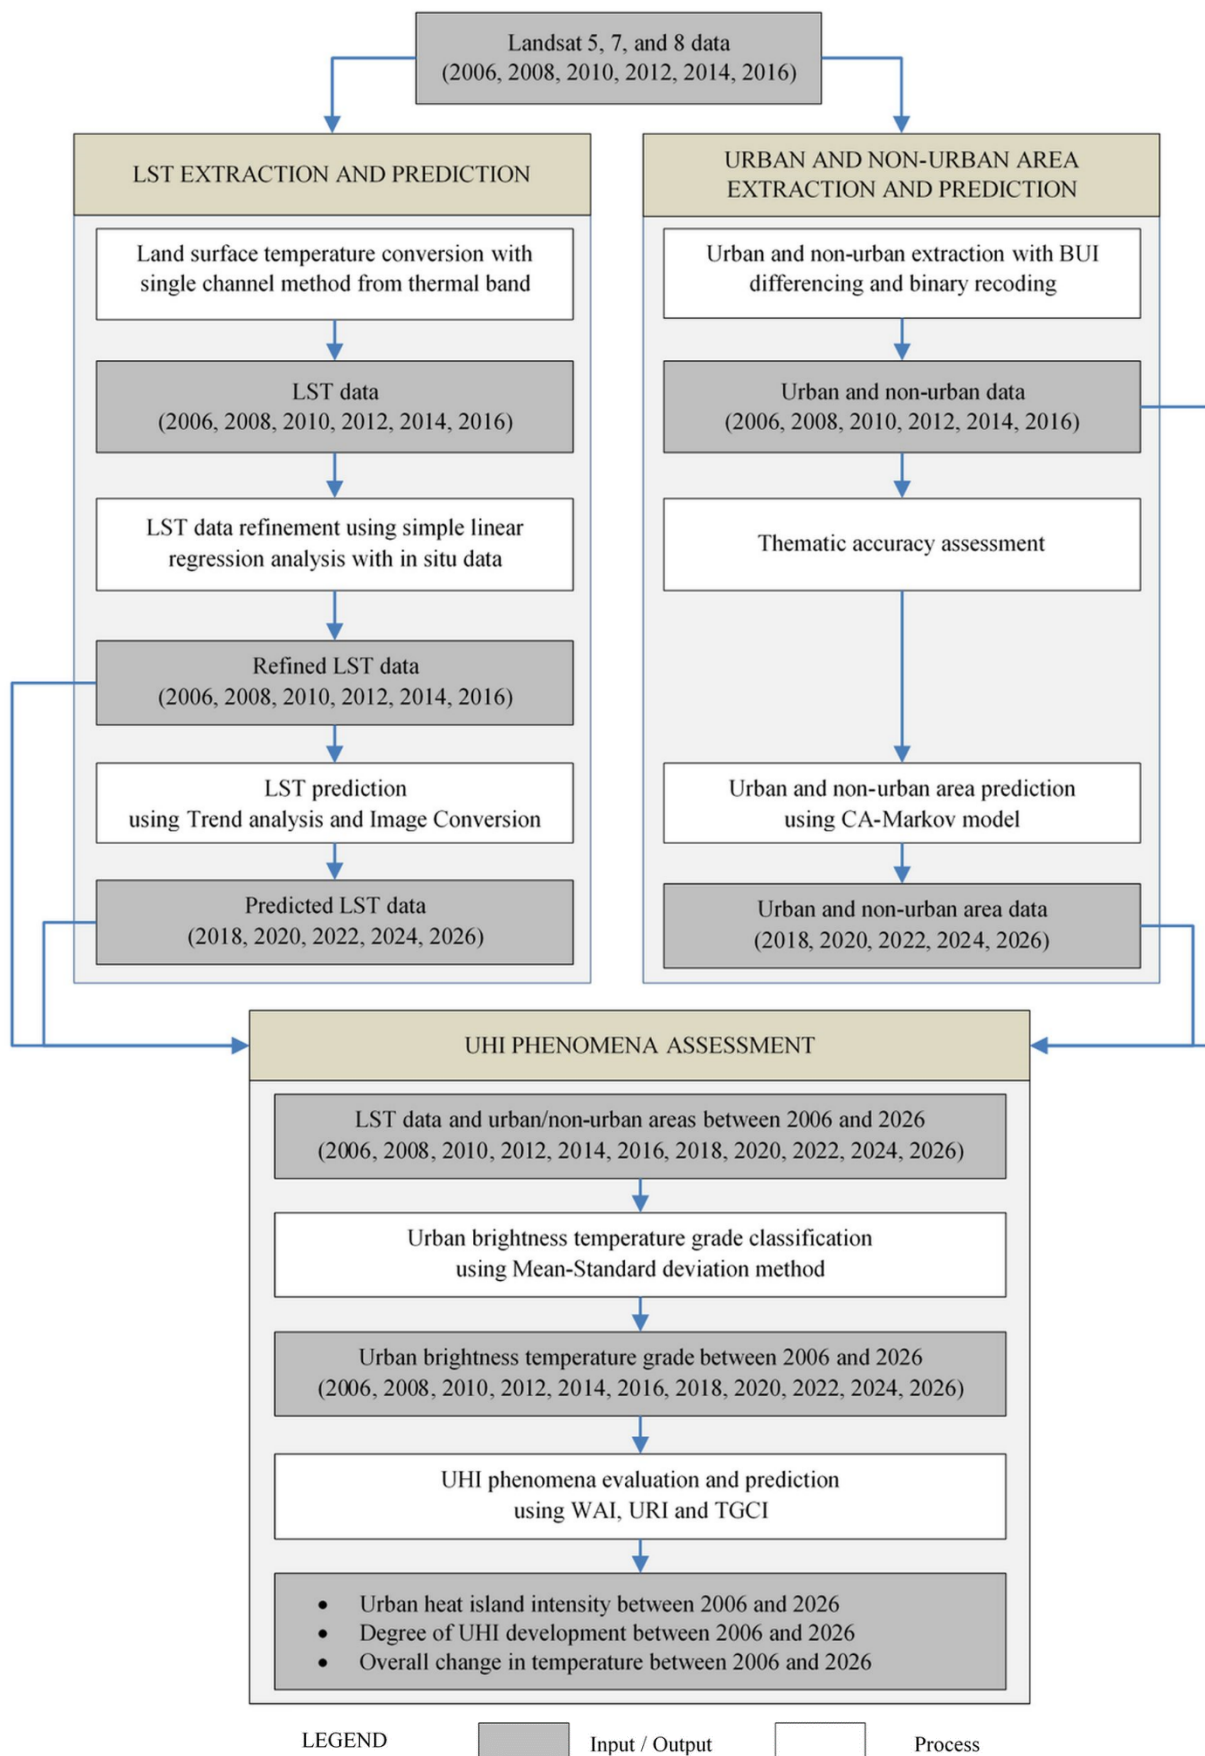 Landsat 5, 7, and 8 data
(2006, 2008, 2010, 2012, 2014, 2016)
LST EXTRACTION AND PREDICTION
Land surface temperature conversion with
single channel method from thermal band
LST data
(2006, 2008, 2010, 2012, 2014, 2016)
LST data refinement using simple linear
regression analysis with in situ data
Refined LST data
(2006, 2008, 2010, 2012, 2014, 2016)
LST prediction
using Trend analysis and Image Conversion
Predicted LST data
(2018, 2020, 2022, 2024, 2026)
URBAN AND NON-URBAN AREA
EXTRACTION AND PREDICTION
Urban and non-urban extraction with BUI
differencing and binary recoding
Urban and non-urban data
(2006, 2008, 2010, 2012, 2014, 2016)
Thematic accuracy assessment
Urban and non-urban area prediction
using CA-Markov model
Urban and non-urban area data
(2018, 2020, 2022, 2024, 2026)
UHI PHENOMENA ASSESSMENT
LST data and urban/non-urban areas between 2006 and 2026
(2006, 2008, 2010, 2012, 2014, 2016, 2018, 2020, 2022, 2024, 2026)
Urban brightness temperature grade classification
using Mean-Standard deviation method
Urban brightness temperature grade between 2006 and 2026
(2006, 2008, 2010, 2012, 2014, 2016, 2018, 2020, 2022, 2024, 2026)
UHI phenomena evaluation and prediction
using WAI, URI and TGCI
• Urban heat island intensity between 2006 and 2026
• Degree of UHI development between 2006 and 2026
• Overall change in temperature between 2006 and 2026
LEGEND Input / Output Process